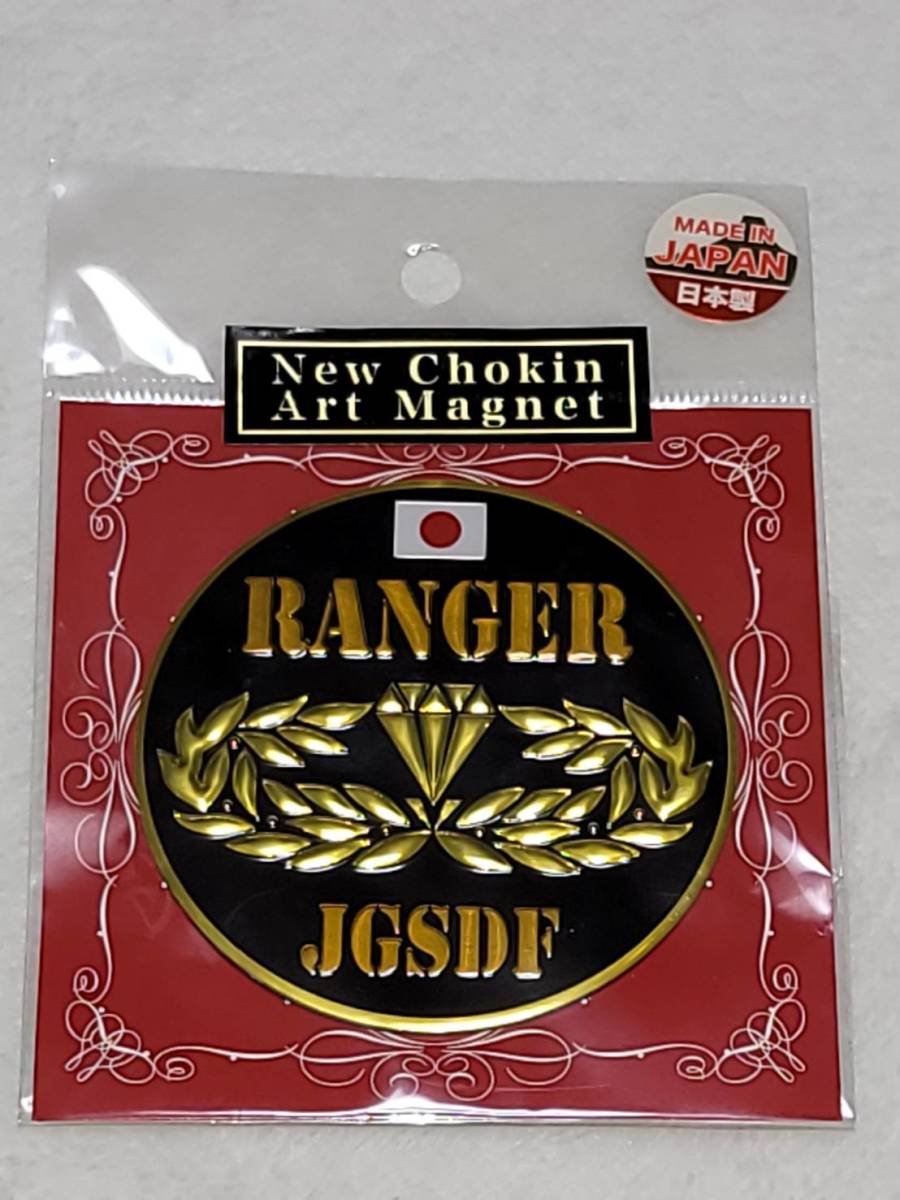 MADE IN
JAPAN
日本製
New Chokin
Art Magnet
RANGER
JGSDF